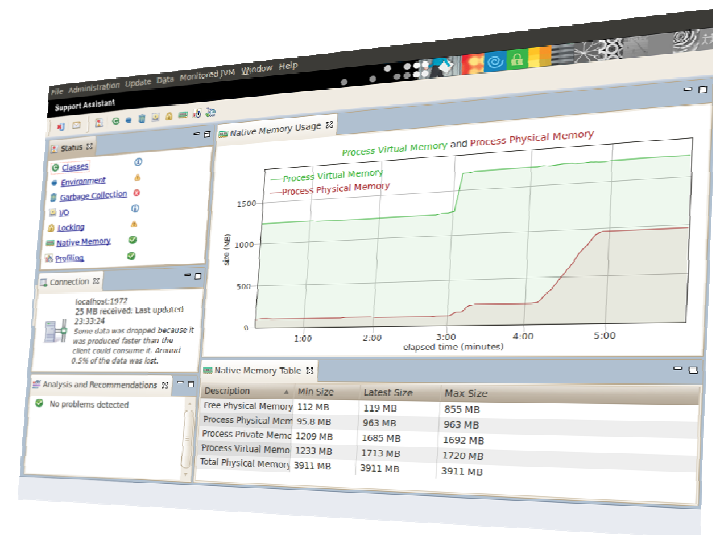 File Administration Update Data Monitored JVM Window Help
Support Assistant
Status
Classes
Environment
Garbage Collection
I/O
Locking
Native Memory
Profiling
Connection
localhost:1972
25 MB received. Last updated
23:33:24
Some data was dropped because it
was produced faster than the
client could consume it. Around
0.5% of the data was lost.
Analysis and Recommendations
No problems detected
Native Memory Usage
Process Virtual Memory and Process Physical Memory
Process Virtual Memory
Process Physical Memory
size (MB)
1500
1000
500
0
1:00 2:00 3:00 4:00 5:00
elapsed time (minutes)
Native Memory Table
Description Min Size Latest Size Max Size
Free Physical Memory 112 MB 119 MB 855 MB
Process Physical Mem 95.8 MB 963 MB 963 MB
Process Private Memo 1209 MB 1685 MB 1692 MB
Process Virtual Memo 1233 MB 1713 MB 1720 MB
Total Physical Memory 3911 MB 3911 MB 3911 MB